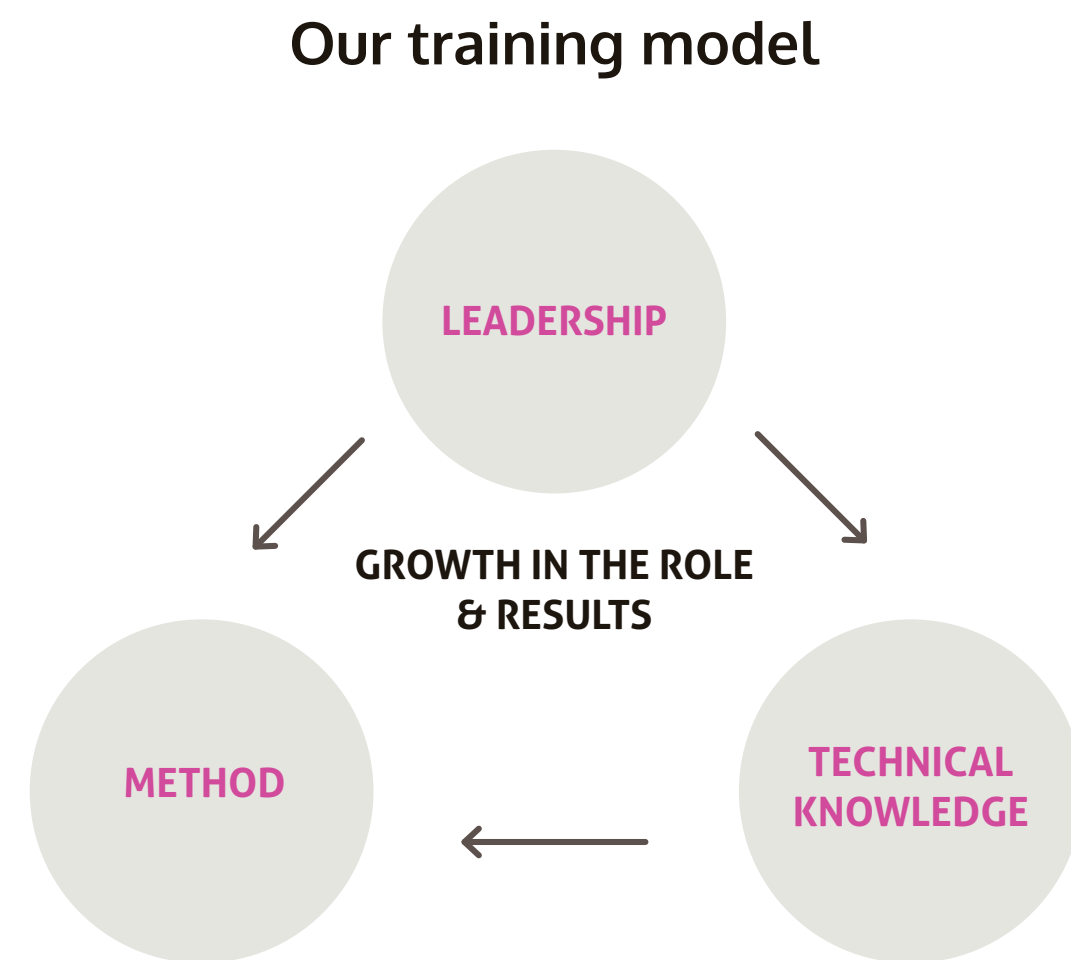 Our training model
LEADERSHIP
GROWTH IN THE ROLE
& RESULTS
METHOD
TECHNICAL
KNOWLEDGE